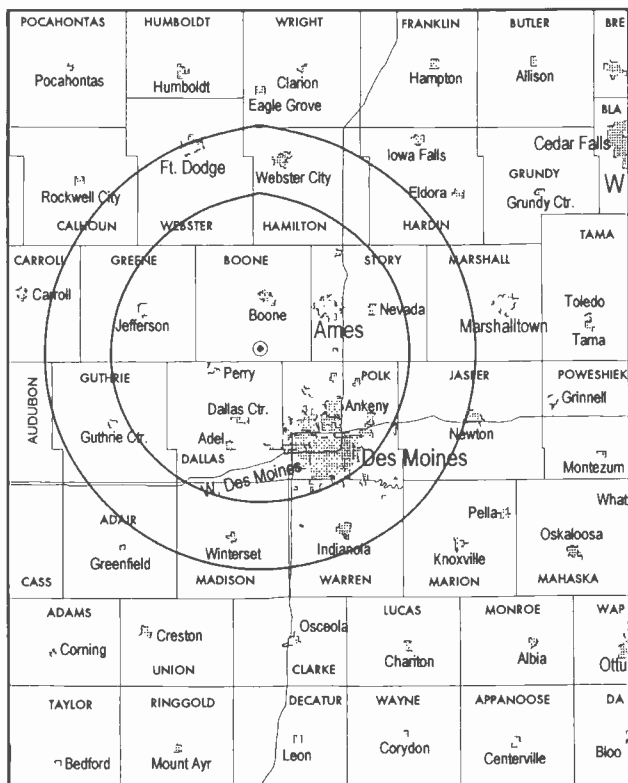 POCAHONTAS HUMBOLDT WRIGHT FRANKLIN BUTLER BRE
Pocahontas Humboldt Clarion Hampton Allison
Eagle Grove
BLA
Cedar Falls
Ft. Dodge Webster City Iowa Falls
GRUNDY W
Rockwell City Eldora Grundy Ctr.
CALHOUN WEBSTER HAMILTON HARDIN
TAMA
CARROLL GREENE BOONE STORY MARSHALL
Carroll Jefferson Boone Ames Nevada Marshalltown Toledo
Tama
AUDUBON GUTHRIE Perry POLK JASPER POWESHIEK
Dallas Ctr. Ankeny Grinnell
Guthrie Ctr. Adel Newton
DALLAS Des Moines Montezum
W. Des Moines
ADAIR Pella What
Greenfield Winterset Indianola Knoxville Oskaloosa
CASS MADISON WARREN MARION MAHASKA
ADAMS LUCAS MONROE WAP
Corning Creston Osceola Chariton Albia Ottu
UNION CLARKE
TAYLOR RINGGOLD DECATUR WAYNE APPANOOSE DA
Bedford Mount Ayr Leon Corydon Centerville Bloo